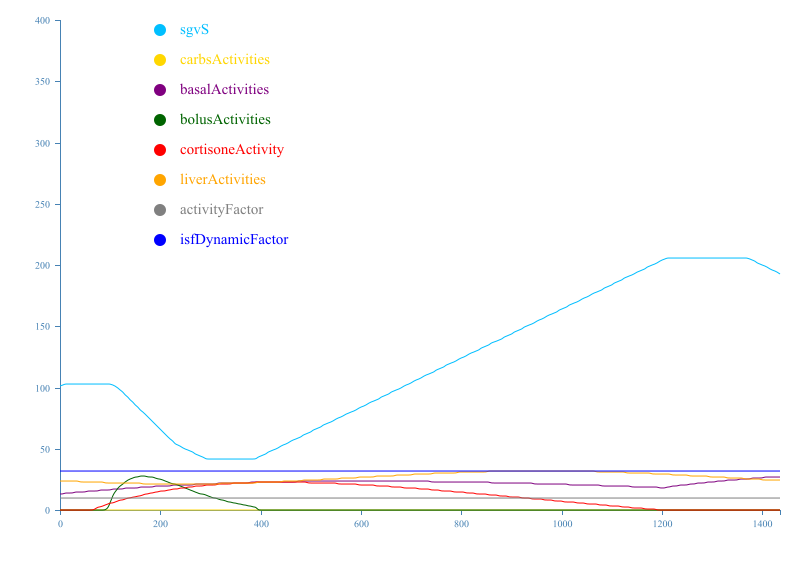 400
350
300
250
200
150
100
50
0
sgvS
carbsActivities
basalActivities
bolusActivities
cortisoneActivity
liverActivities
activityFactor
isfDynamicFactor
0 200 400 600 800 1000 1200 1400